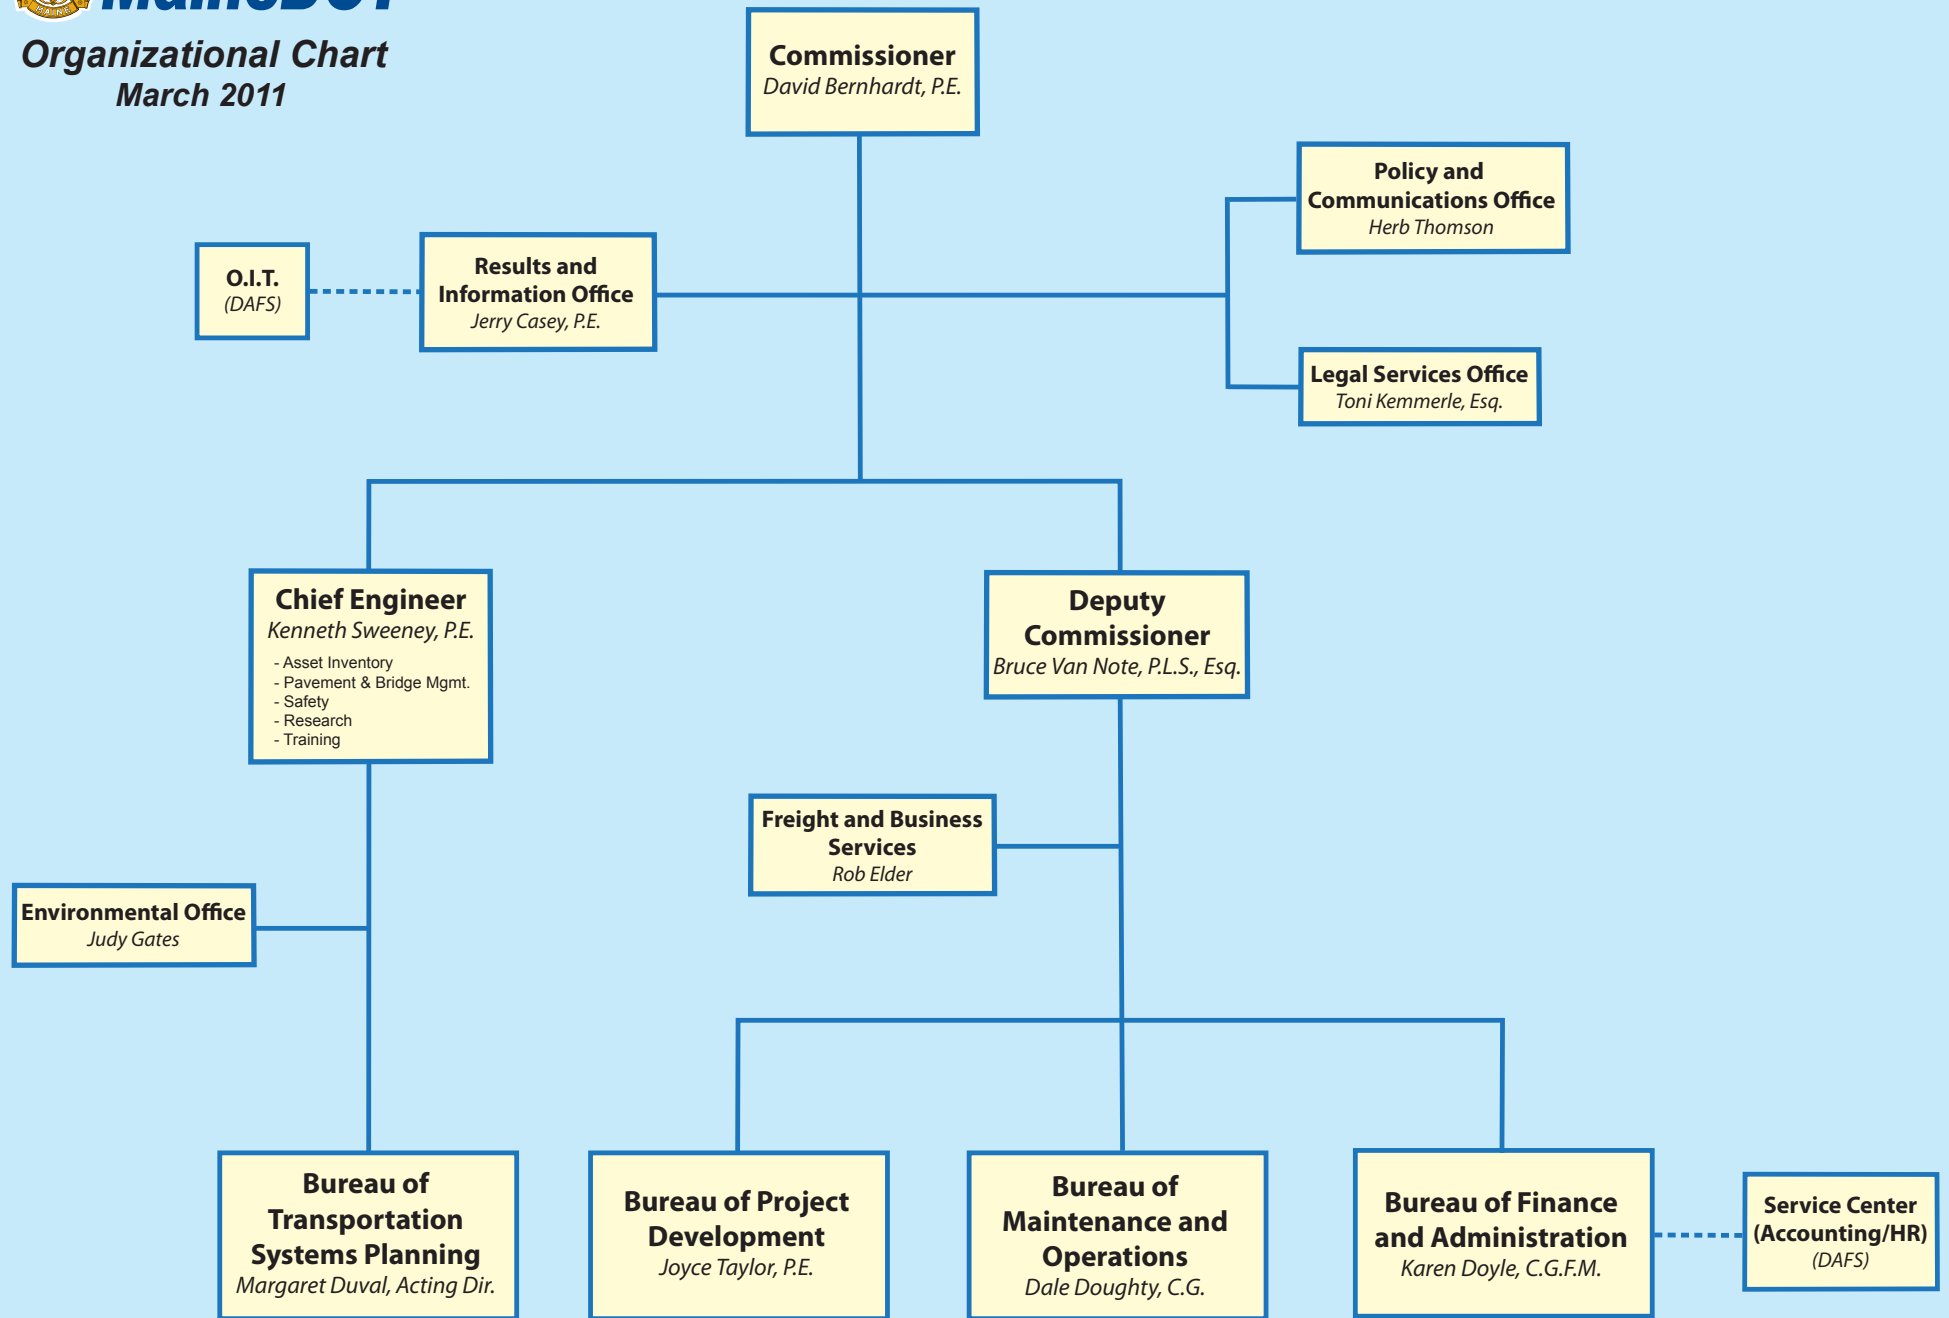 MAINE
MaineDOT
Organizational Chart
March 2011
Commissioner
David Bernhardt, P.E.
Policy and
Communications Office
Herb Thomson
O.I.T.
(DAFS)
Results and
Information Office
Jerry Casey, P.E.
Legal Services Office
Toni Kemmerle, Esq.
Chief Engineer
Kenneth Sweeney, P.E.
- Asset Inventory
- Pavement & Bridge Mgmt.
- Safety
- Research
- Training
Deputy
Commissioner
Bruce Van Note, P.L.S., Esq.
Freight and Business
Services
Rob Elder
Environmental Office
Judy Gates
Bureau of
Transportation
Systems Planning
Margaret Duval, Acting Dir.
Bureau of Project
Development
Joyce Taylor, P.E.
Bureau of
Maintenance and
Operations
Dale Doughty, C.G.
Bureau of Finance
and Administration
Karen Doyle, C.G.F.M.
Service Center
(Accounting/HR)
(DAFS)